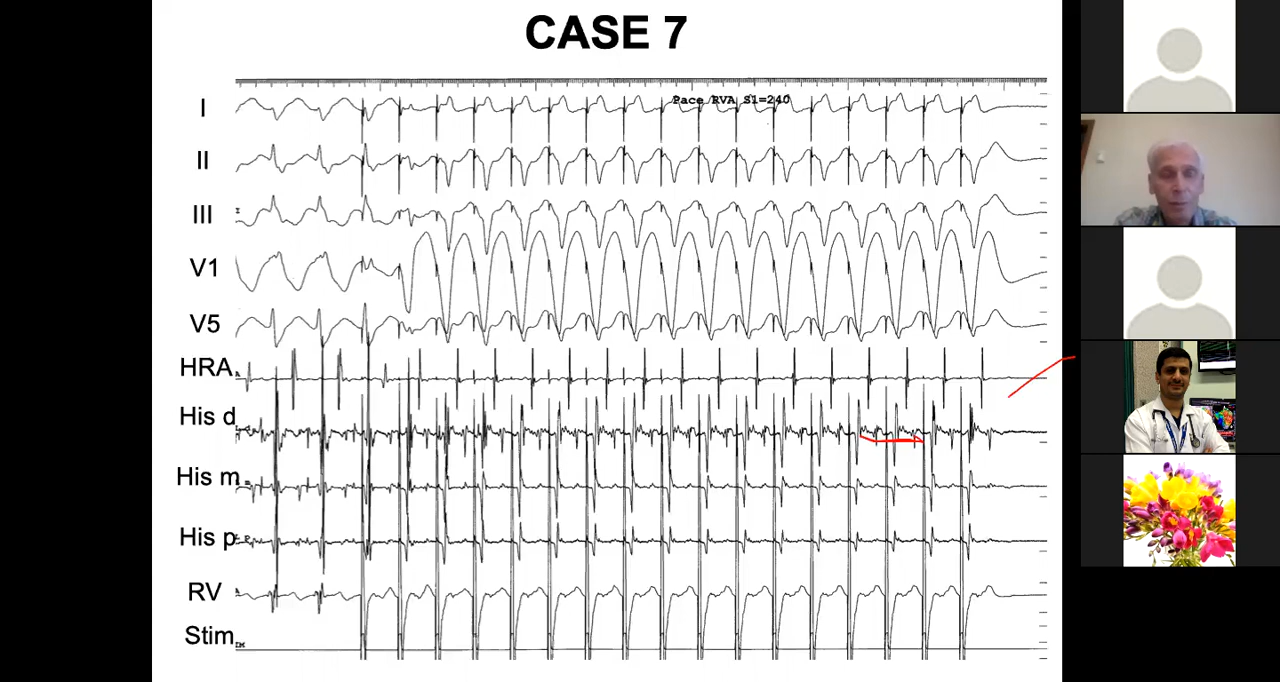 CASE 7
Pace RVA S1=240
I
II
III
V1
V5
HRA
His d
His m
His p
RV
Stim